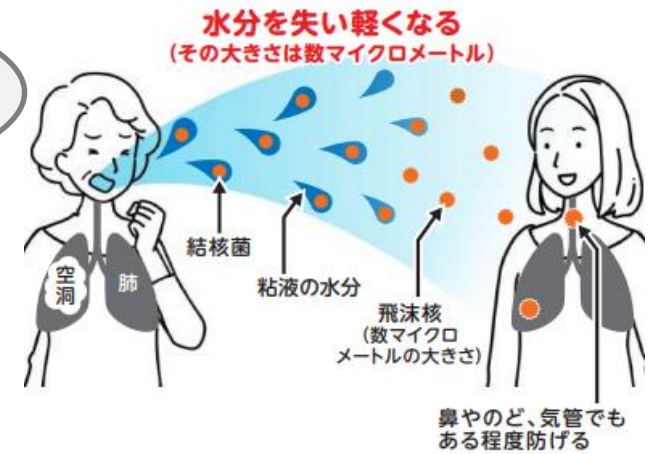 水分を失い軽くなる
(その大きさは数マイクロメートル)
結核菌
粘液の水分
飛沫核
(数マイクロ
メートルの大きさ)
空洞
肺
鼻やのど、気管でも
ある程度防げる